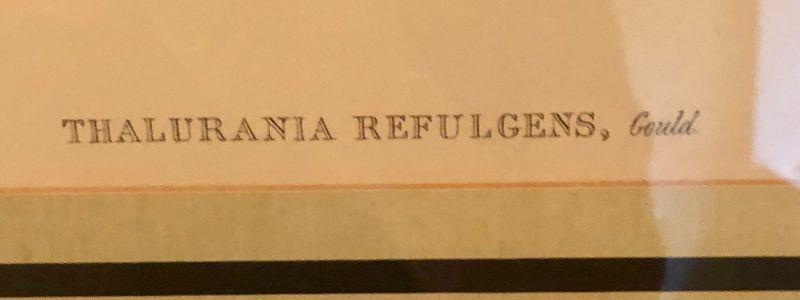 THALURANIA REFULGENS, Gould.